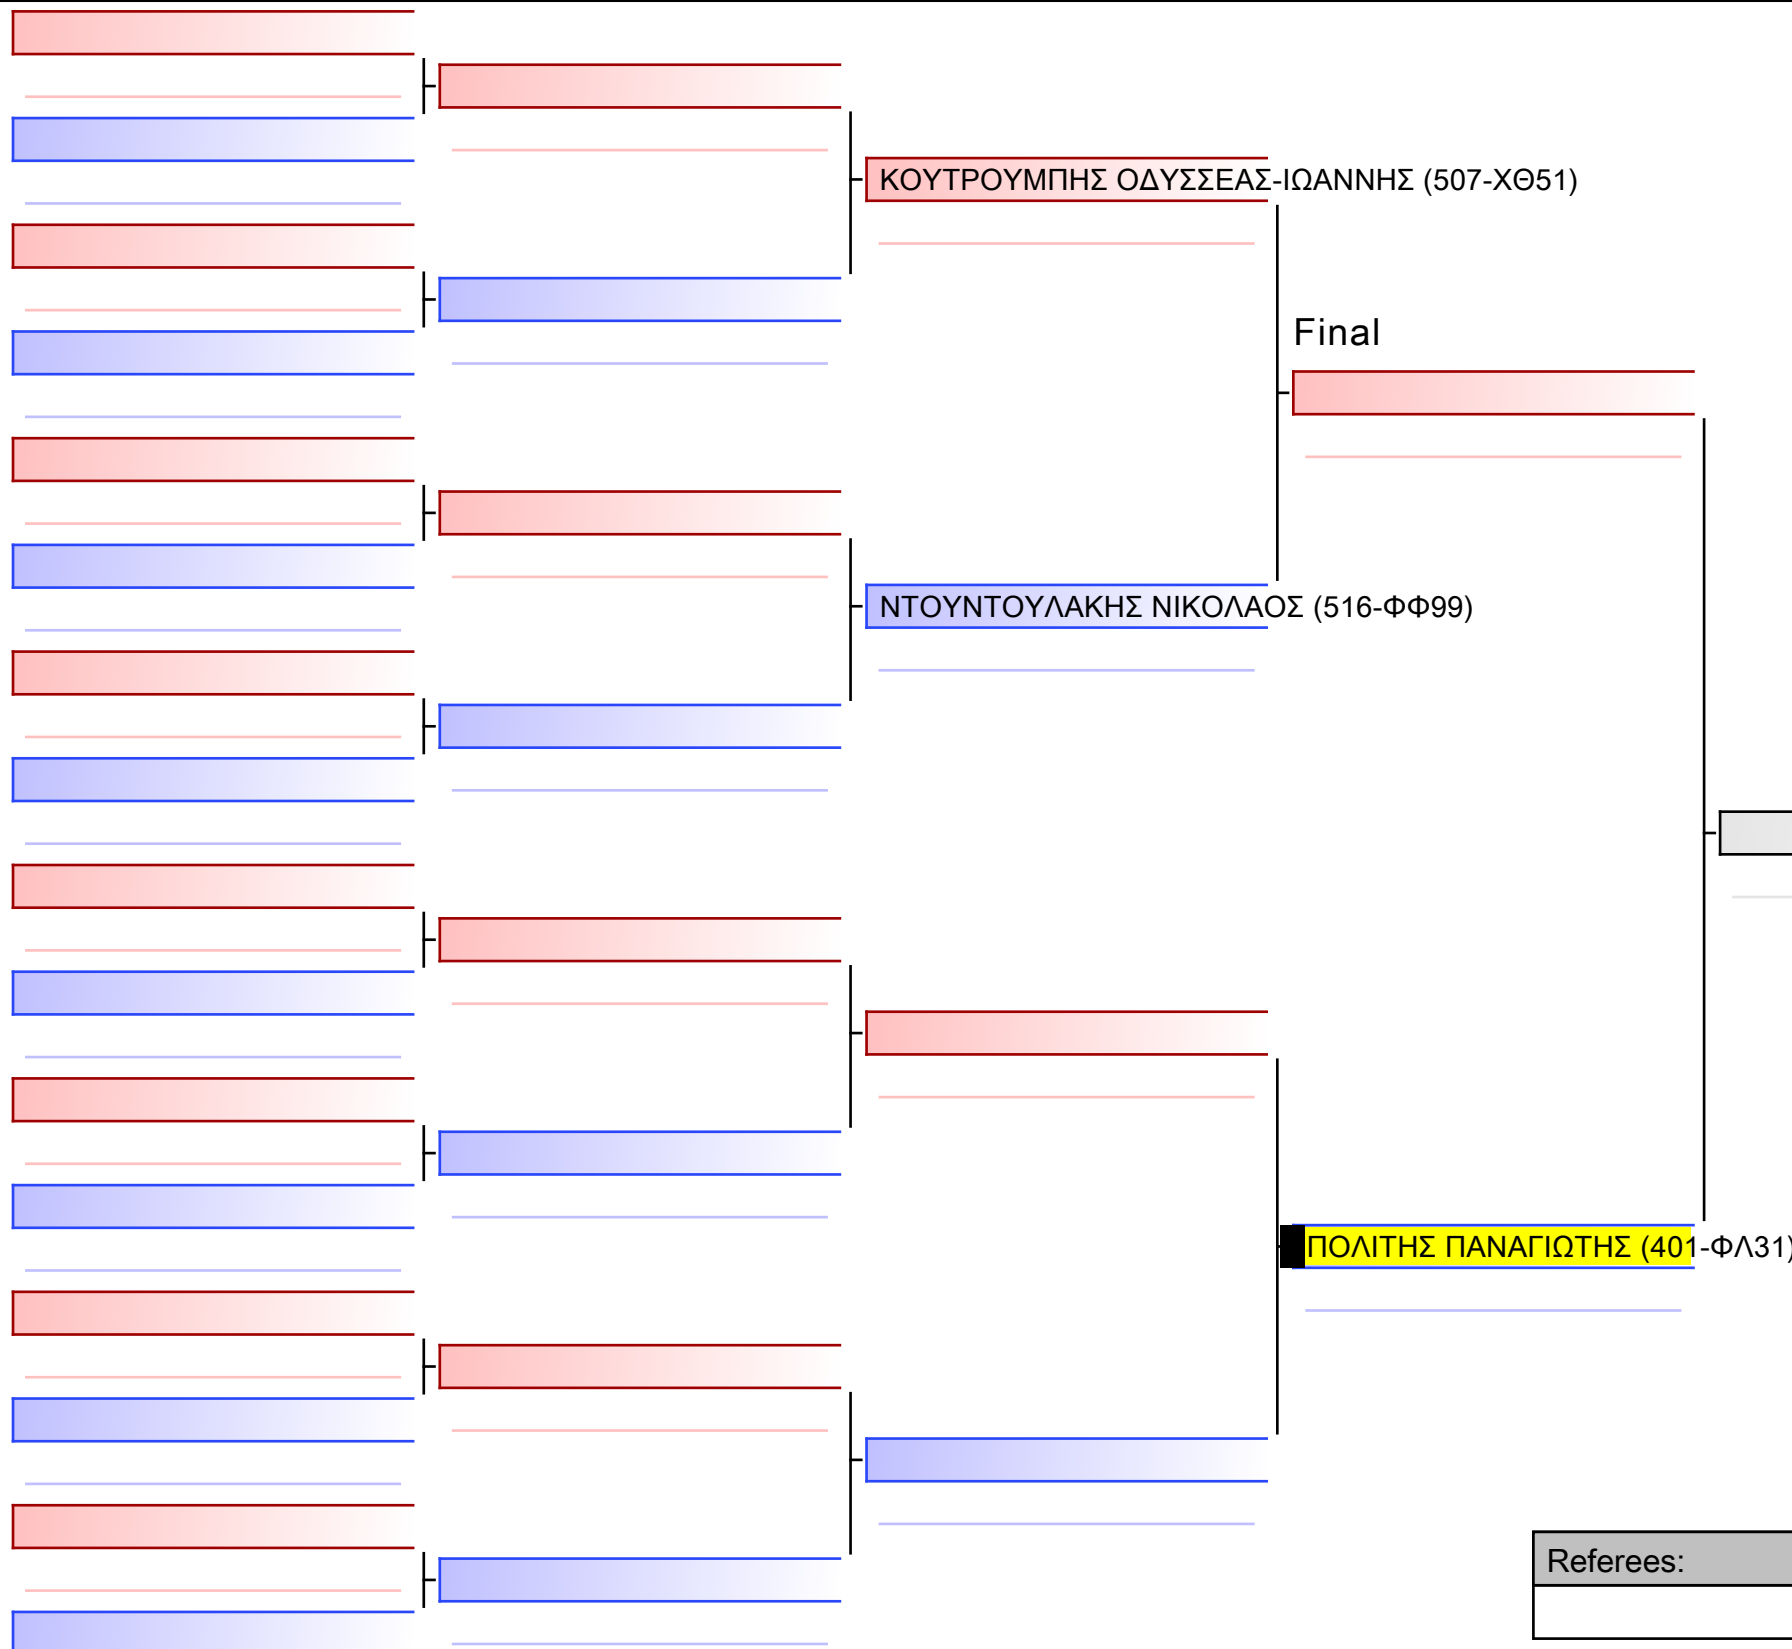 ΚΟΥΤΡΟΥΜΠΗΣ ΟΔΥΣΣΕΑΣ-ΙΩΑΝΝΗΣ (507-ΧΘ51)
Final
ΝΤΟΥΝΤΟΥΛΑΚΗΣ ΝΙΚΟΛΑΟΣ (516-ΦΦ99)
ΠΟΛΙΤΗΣ ΠΑΝΑΓΙΩΤΗΣ (401-ΦΛ31)
Referees: